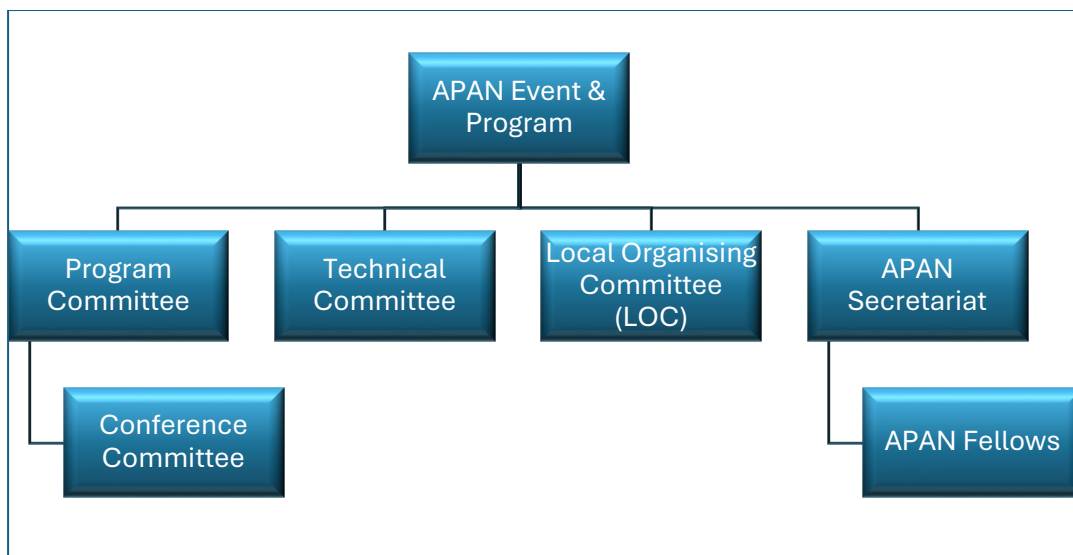 APAN Event &
Program
Program
Committee
Technical
Committee
Local Organising
Committee
(LOC)
APAN
Secretariat
Conference
Committee
APAN Fellows